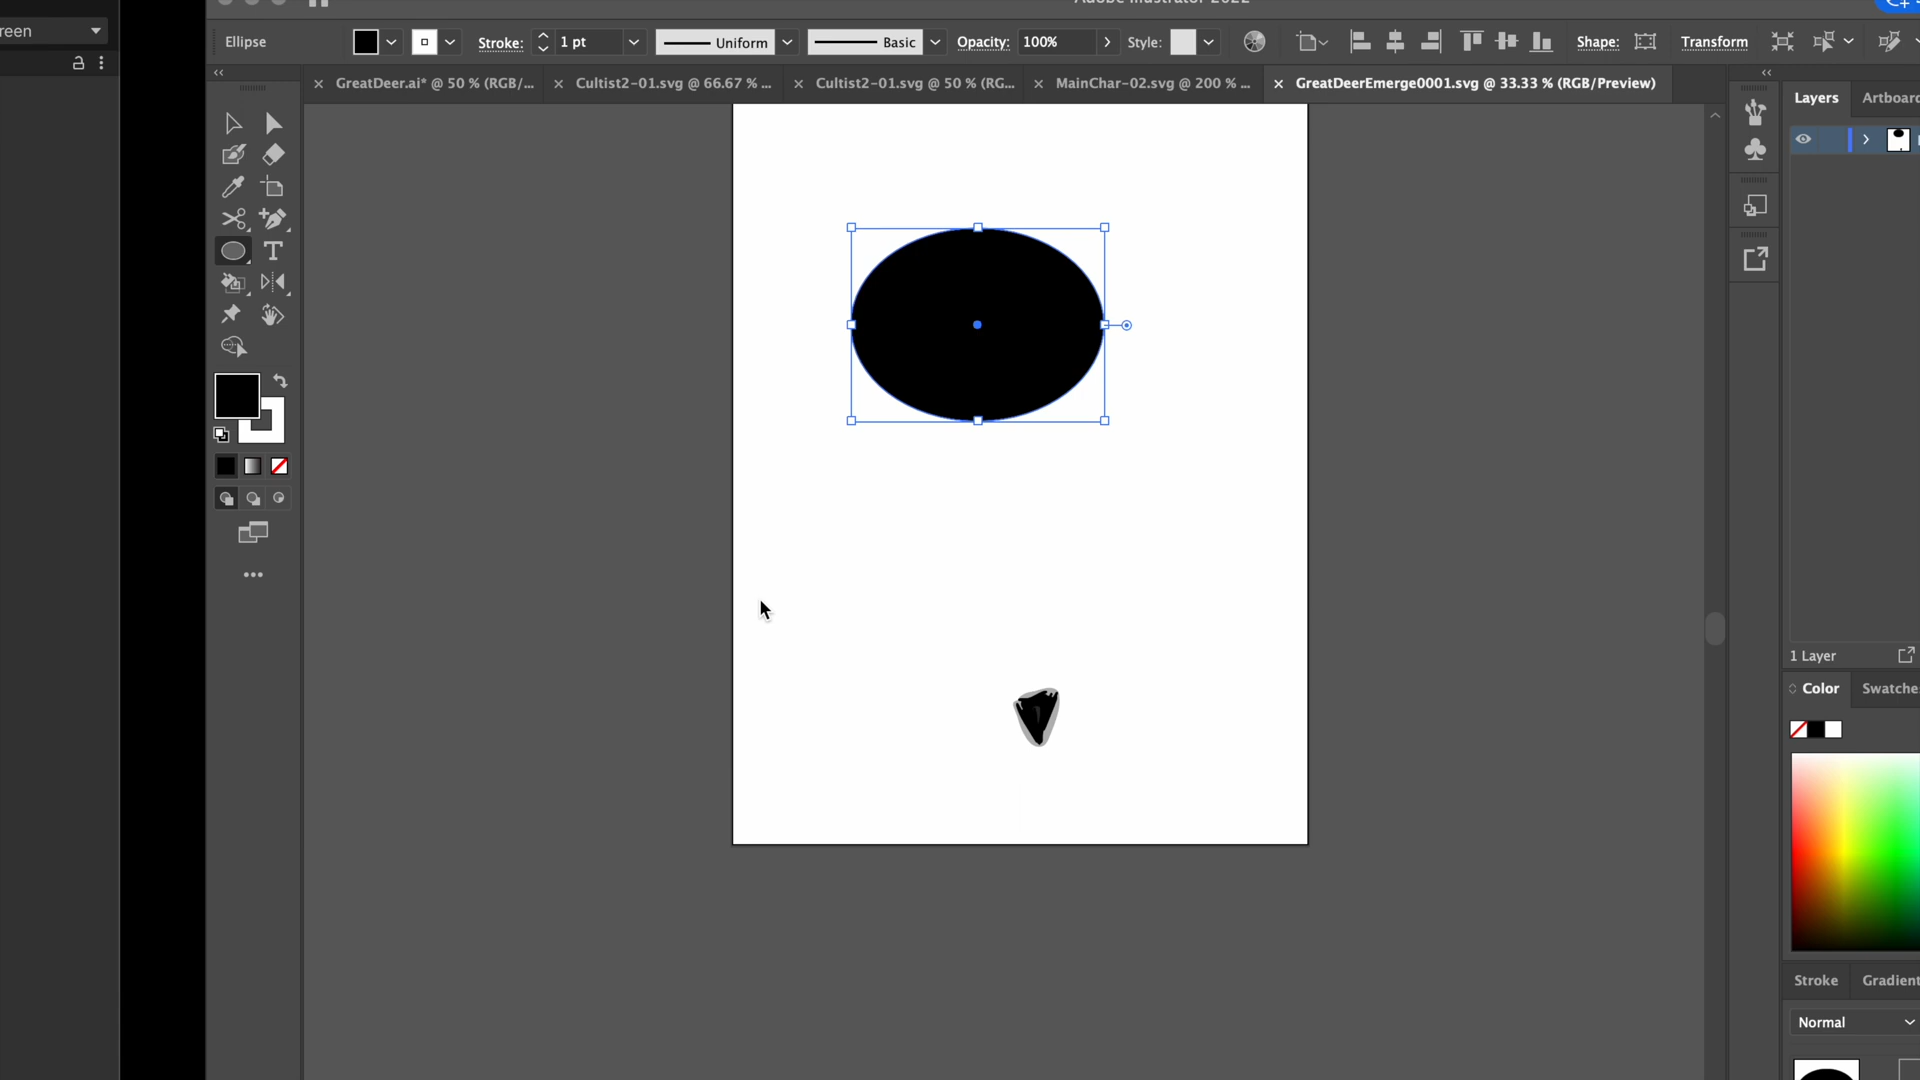 Adobe Illustrator 2022
reen
Ellipse
Stroke:
1 pt
Uniform
Basic
Opacity:
100%
Style:
Shape:
Transform
GreatDeer.ai* @ 50 % (RGB/...
Cultist2-01.svg @ 66.67 % ...
Cultist2-01.svg @ 50 % (RG...
MainChar-02.svg @ 200 % ...
GreatDeerEmerge0001.svg @ 33.33 % (RGB/Preview)
Layers
Artboard
1 Layer
Color
Swatche
Stroke
Gradient
Normal